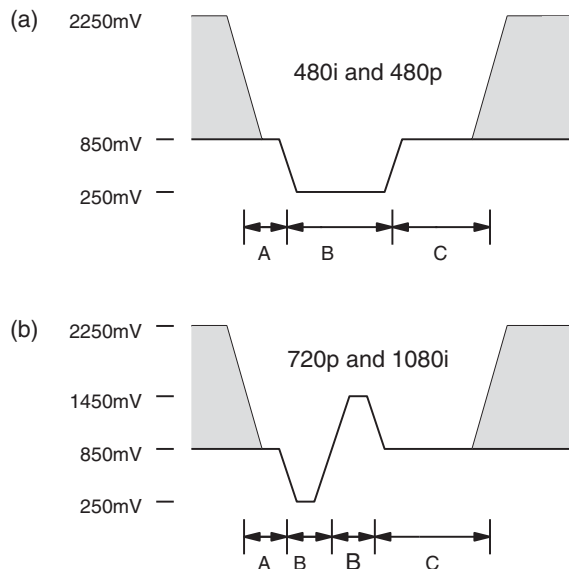 (a)
2250mV
480i and 480p
850mV
250mV
A B C
(b)
2250mV
720p and 1080i
1450mV
850mV
250mV
A B B C